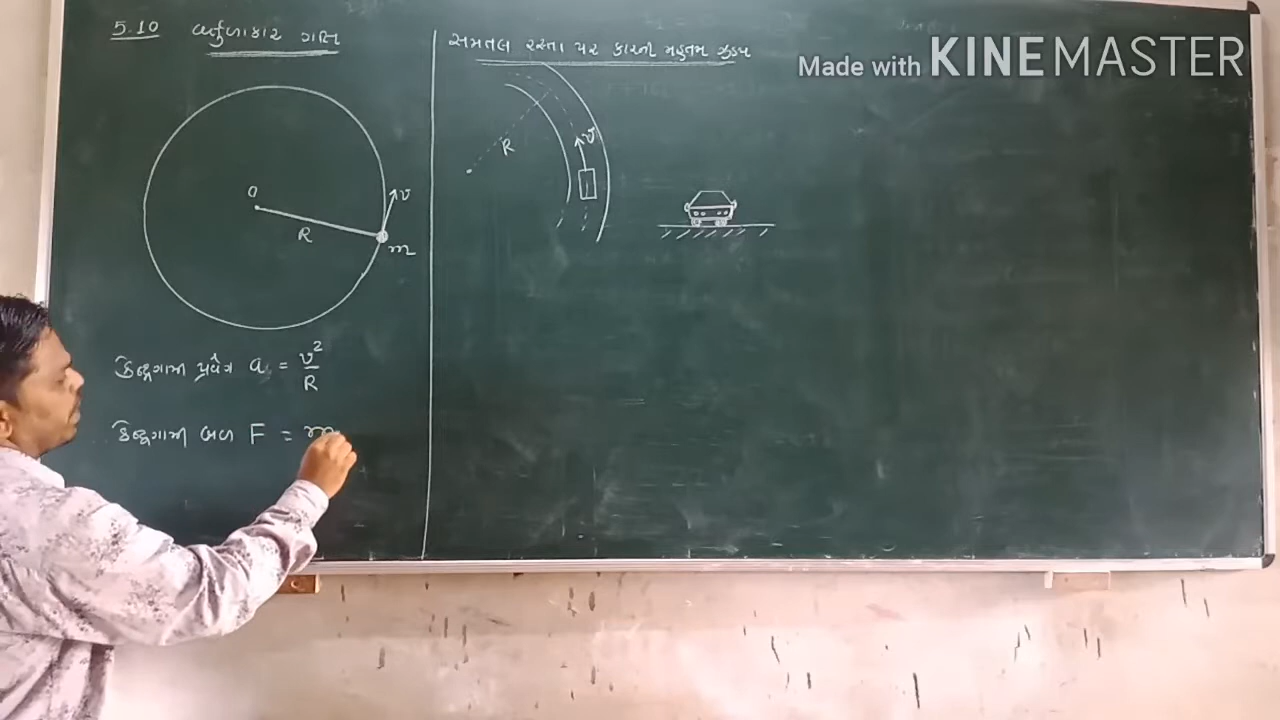 5.10 વર્તુળાકાર ગતિ
O
R
v
m
કેન્દ્રગામી પ્રવેગ a = v²/R
કેન્દ્રગામી બળ F = m
સમતલ રસ્તા પર કારની મહત્તમ ઝડપ
R
v
Made with KINEMASTER